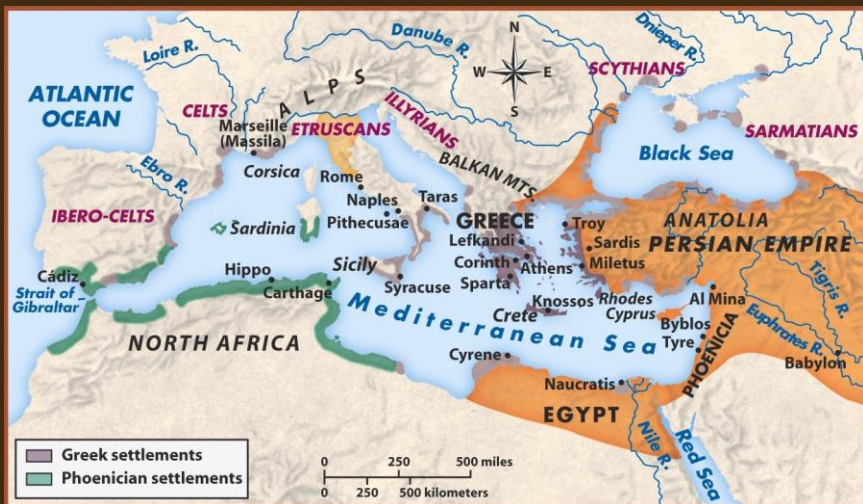 Loire R.
Danube R.
Dnieper R.
N
W
E
S
SCYTHIANS
ATLANTIC
OCEAN
CELTS
ALPS
Marseille
(Massila)
ETRUSCANS
ILLYRIANS
SARMATIANS
Black Sea
Ebro R.
Corsica
BALKAN MTS.
Rome
IBERO-CELTS
Naples
Taras
Pithecusae
Sardinia
GREECE
Troy
ANATOLIA
PERSIAN EMPIRE
Lefkandi
Sardis
Corinth
Athens
Miletus
Sparta
Cádiz
Strait of
Gibraltar
Hippo
Sicily
Carthage
Syracuse
Knossos
Crete
Rhodes
Cyprus
Al Mina
Tigris R.
Mediterranean Sea
Byblos
Tyre
PHOENICIA
Euphrates R.
Babylon
NORTH AFRICA
Cyrene
Naucratis
EGYPT
Nile R.
Red Sea
Greek settlements
Phoenician settlements
0 250 500 miles
0 250 500 kilometers